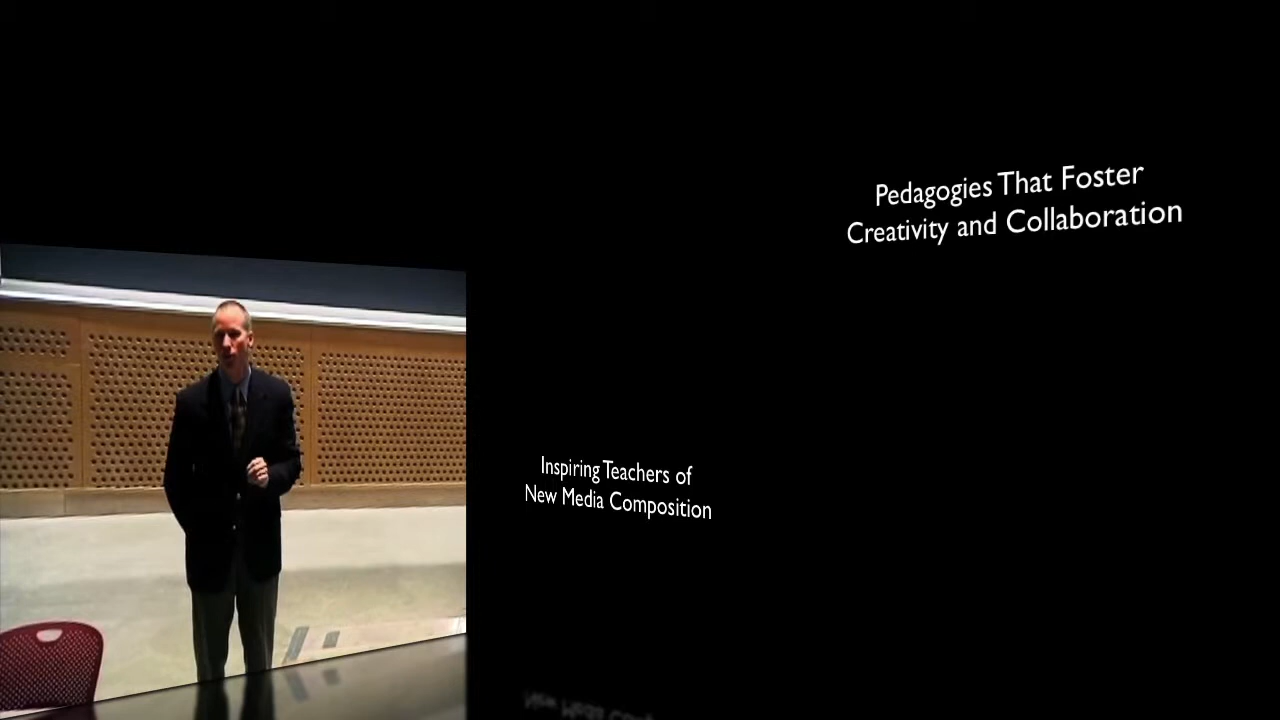 Pedagogies That Foster
Creativity and Collaboration
Inspiring Teachers of
New Media Composition